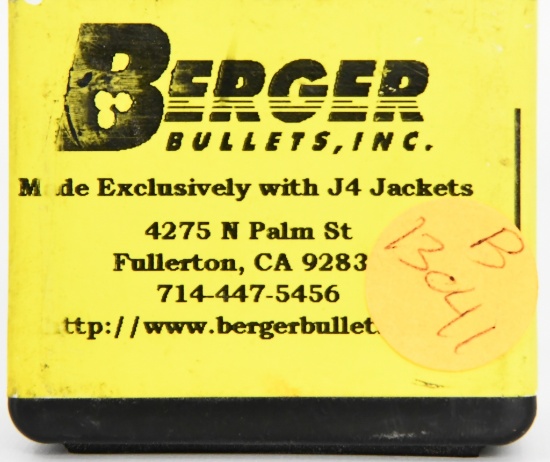 BERGER
BULLETS, INC.
M de Exclusively with J4 Jackets
4275 N Palm St
Fullerton, CA 9283
714-447-5456
ttp://www.bergerbullet.
B
13041